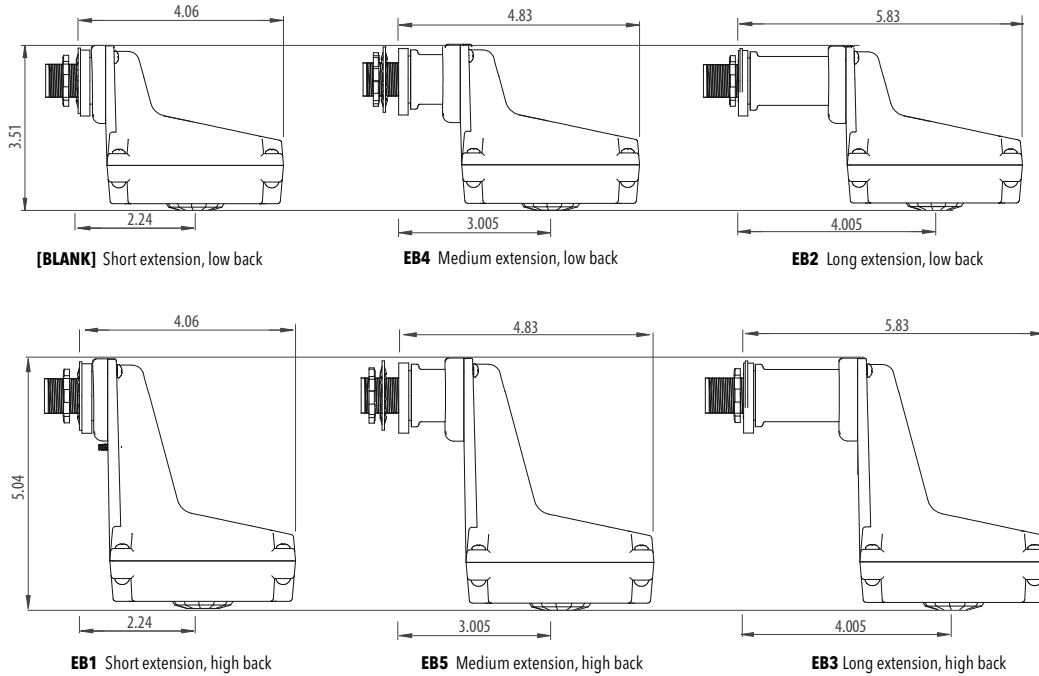 4.06
4.83
5.83
3.51
2.24
3.005
4.005
[BLANK] Short extension, low back
EB4 Medium extension, low back
EB2 Long extension, low back
4.06
4.83
5.83
5.04
2.24
3.005
4.005
EB1 Short extension, high back
EB5 Medium extension, high back
EB3 Long extension, high back